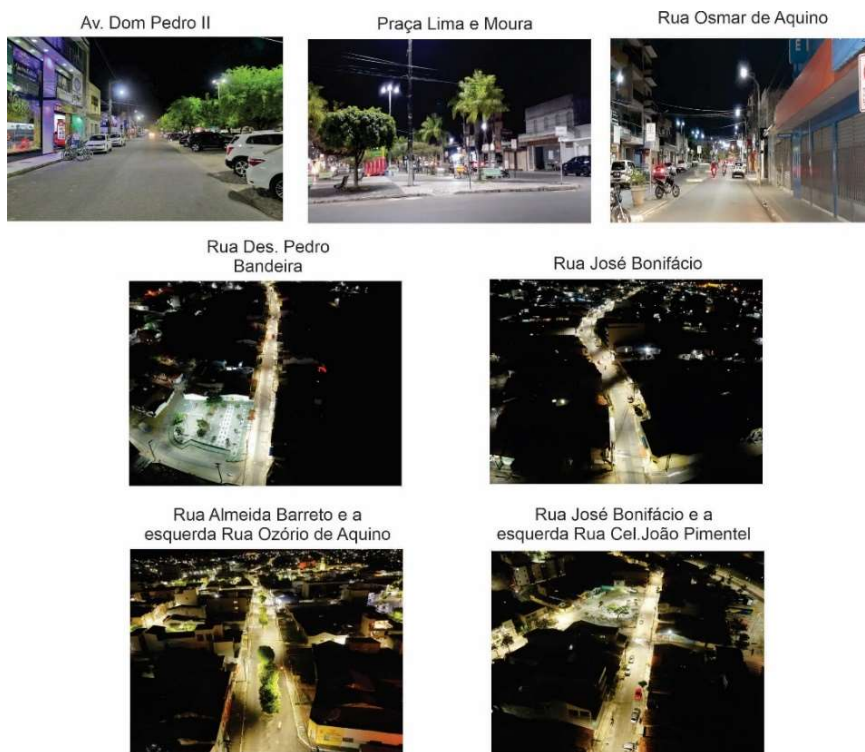 Av. Dom Pedro II
Praça Lima e Moura
Rua Osmar de Aquino
Rua Des. Pedro
Bandeira
Rua José Bonifácio
Rua Almeida Barreto e a
esquerda Rua Ozório de Aquino
Rua José Bonifácio e a
esquerda Rua Cel.João Pimentel